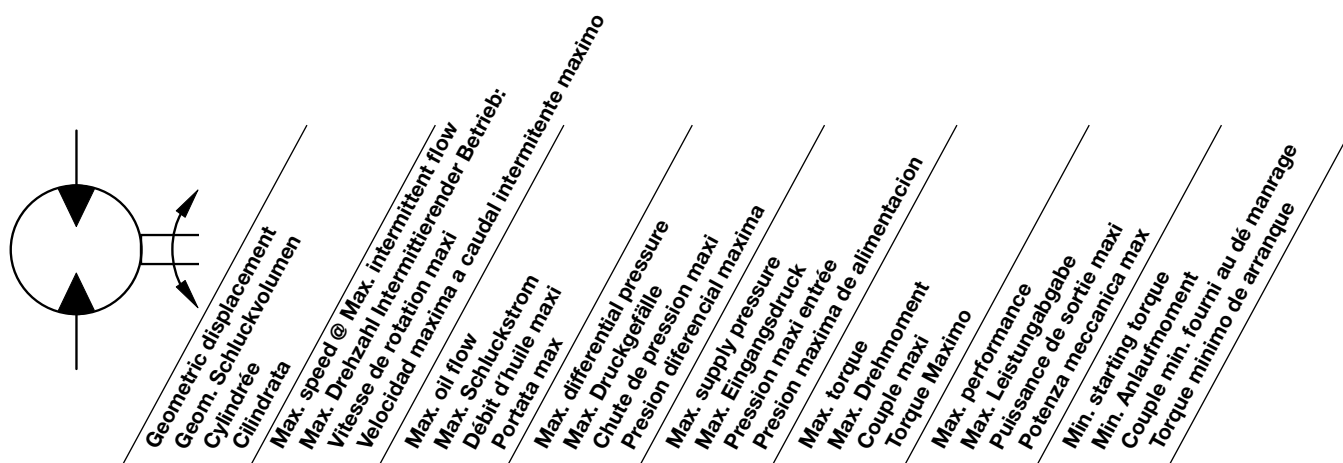 Geometric displacement
Geom. Schluckvolumen
Cylindrée
Cilindrata
Max. speed @ Max. intermittent flow
Max. Drehzahl Intermittierender Betrieb:
Vitesse de rotation maxi
Velocidad maxima a caudal intermitente maximo
Max. oil flow
Max. Schluckstrom
Débit d'huile maxi
Portata max
Max. differential pressure
Max. Druckgefälle
Chute de pression maxi
Presion diferencial maxima
Max. supply pressure
Max. Eingangsdruck
Pression maxi entrée
Presion maxima de alimentacion
Max. torque
Max. Drehmoment
Couple maxi
Torque Maximo
Max. performance
Max. Leistungabgabe
Puissance de sortie maxi
Potenza meccanica max
Min. starting torque
Min. Anlaufmoment
Couple min. fourni au dé manrage
Torque minimo de arranque